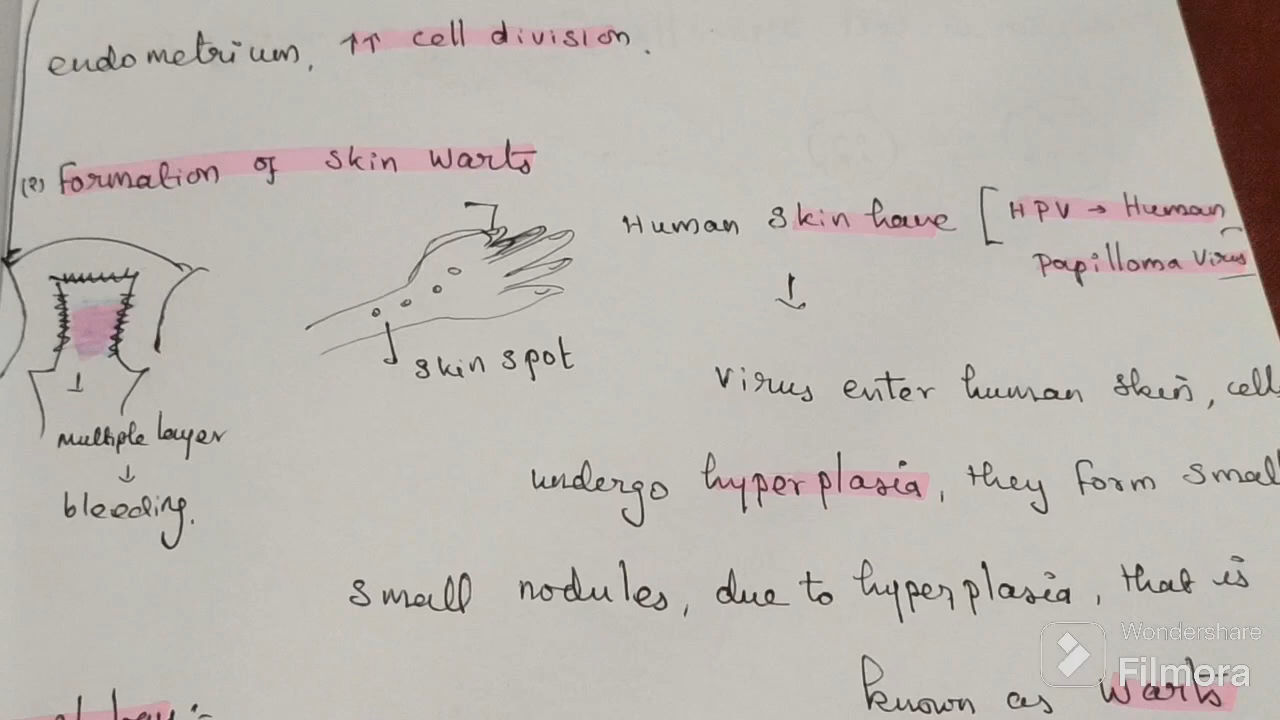 endometrium, ↑↑ cell division.
(2) Formation of skin warts
Human skin have [HPV → Human
papilloma virus
↓
skin spot
virus enter human skin, cell
multiple layer
↓
bleeding.
undergo hyperplasia, they form small
small nodules, due to hyperplasia, that is
known as warts
Wondershare
Filmora